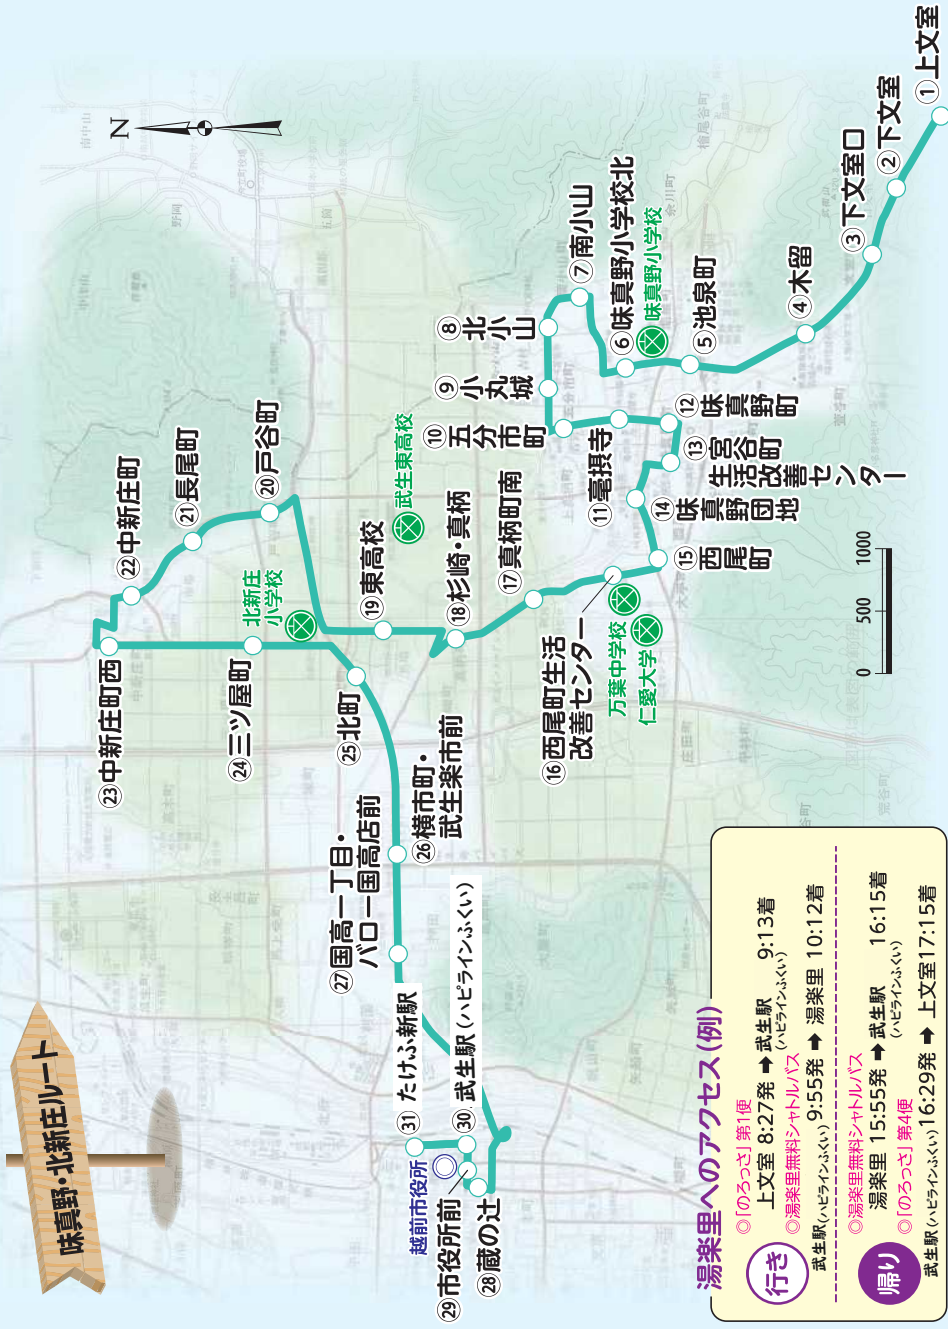 味真野・北新庄ルート
N
①上文室
②下文室
③下文室口
④木留
⑤池泉町
⑥味真野小学校北
味真野小学校
⑦南小山
⑧北小山
⑨小丸城
⑩五分市町
⑪毫摂寺
⑫味真野町
⑬宮谷町
生活改善センター
⑭味真野団地
⑮西尾町
⑯西尾町生活
改善センター
万葉中学校
仁愛大学
⑰真柄町南
⑱杉崎・真柄
⑲東高校
武生東高校
⑳戸谷町
㉑長尾町
㉒中新庄町
㉓中新庄町西
北新庄
小学校
㉔三ツ屋町
㉕北町
㉖横市町・
武生楽市前
㉗国高一丁目・
バロー国高店前
㉘蔵の辻
㉙市役所前
越前市役所
㉚武生駅(ハピラインふくい)
㉛たけふ新駅
0 500 1000
湯楽里へのアクセス(例)
行き
◎「のろっさ」第1便
上文室 8:27発 ➡ 武生駅 9:13着
(ハピラインふくい)
◎湯楽里無料シャトルバス
武生駅(ハピラインふくい) 9:55発 ➡ 湯楽里 10:12着
帰り
◎湯楽里無料シャトルバス
湯楽里 15:55発 ➡ 武生駅 16:15着
(ハピラインふくい)
◎「のろっさ」第4便
武生駅(ハピラインふくい)16:29発 ➡ 上文室17:15着